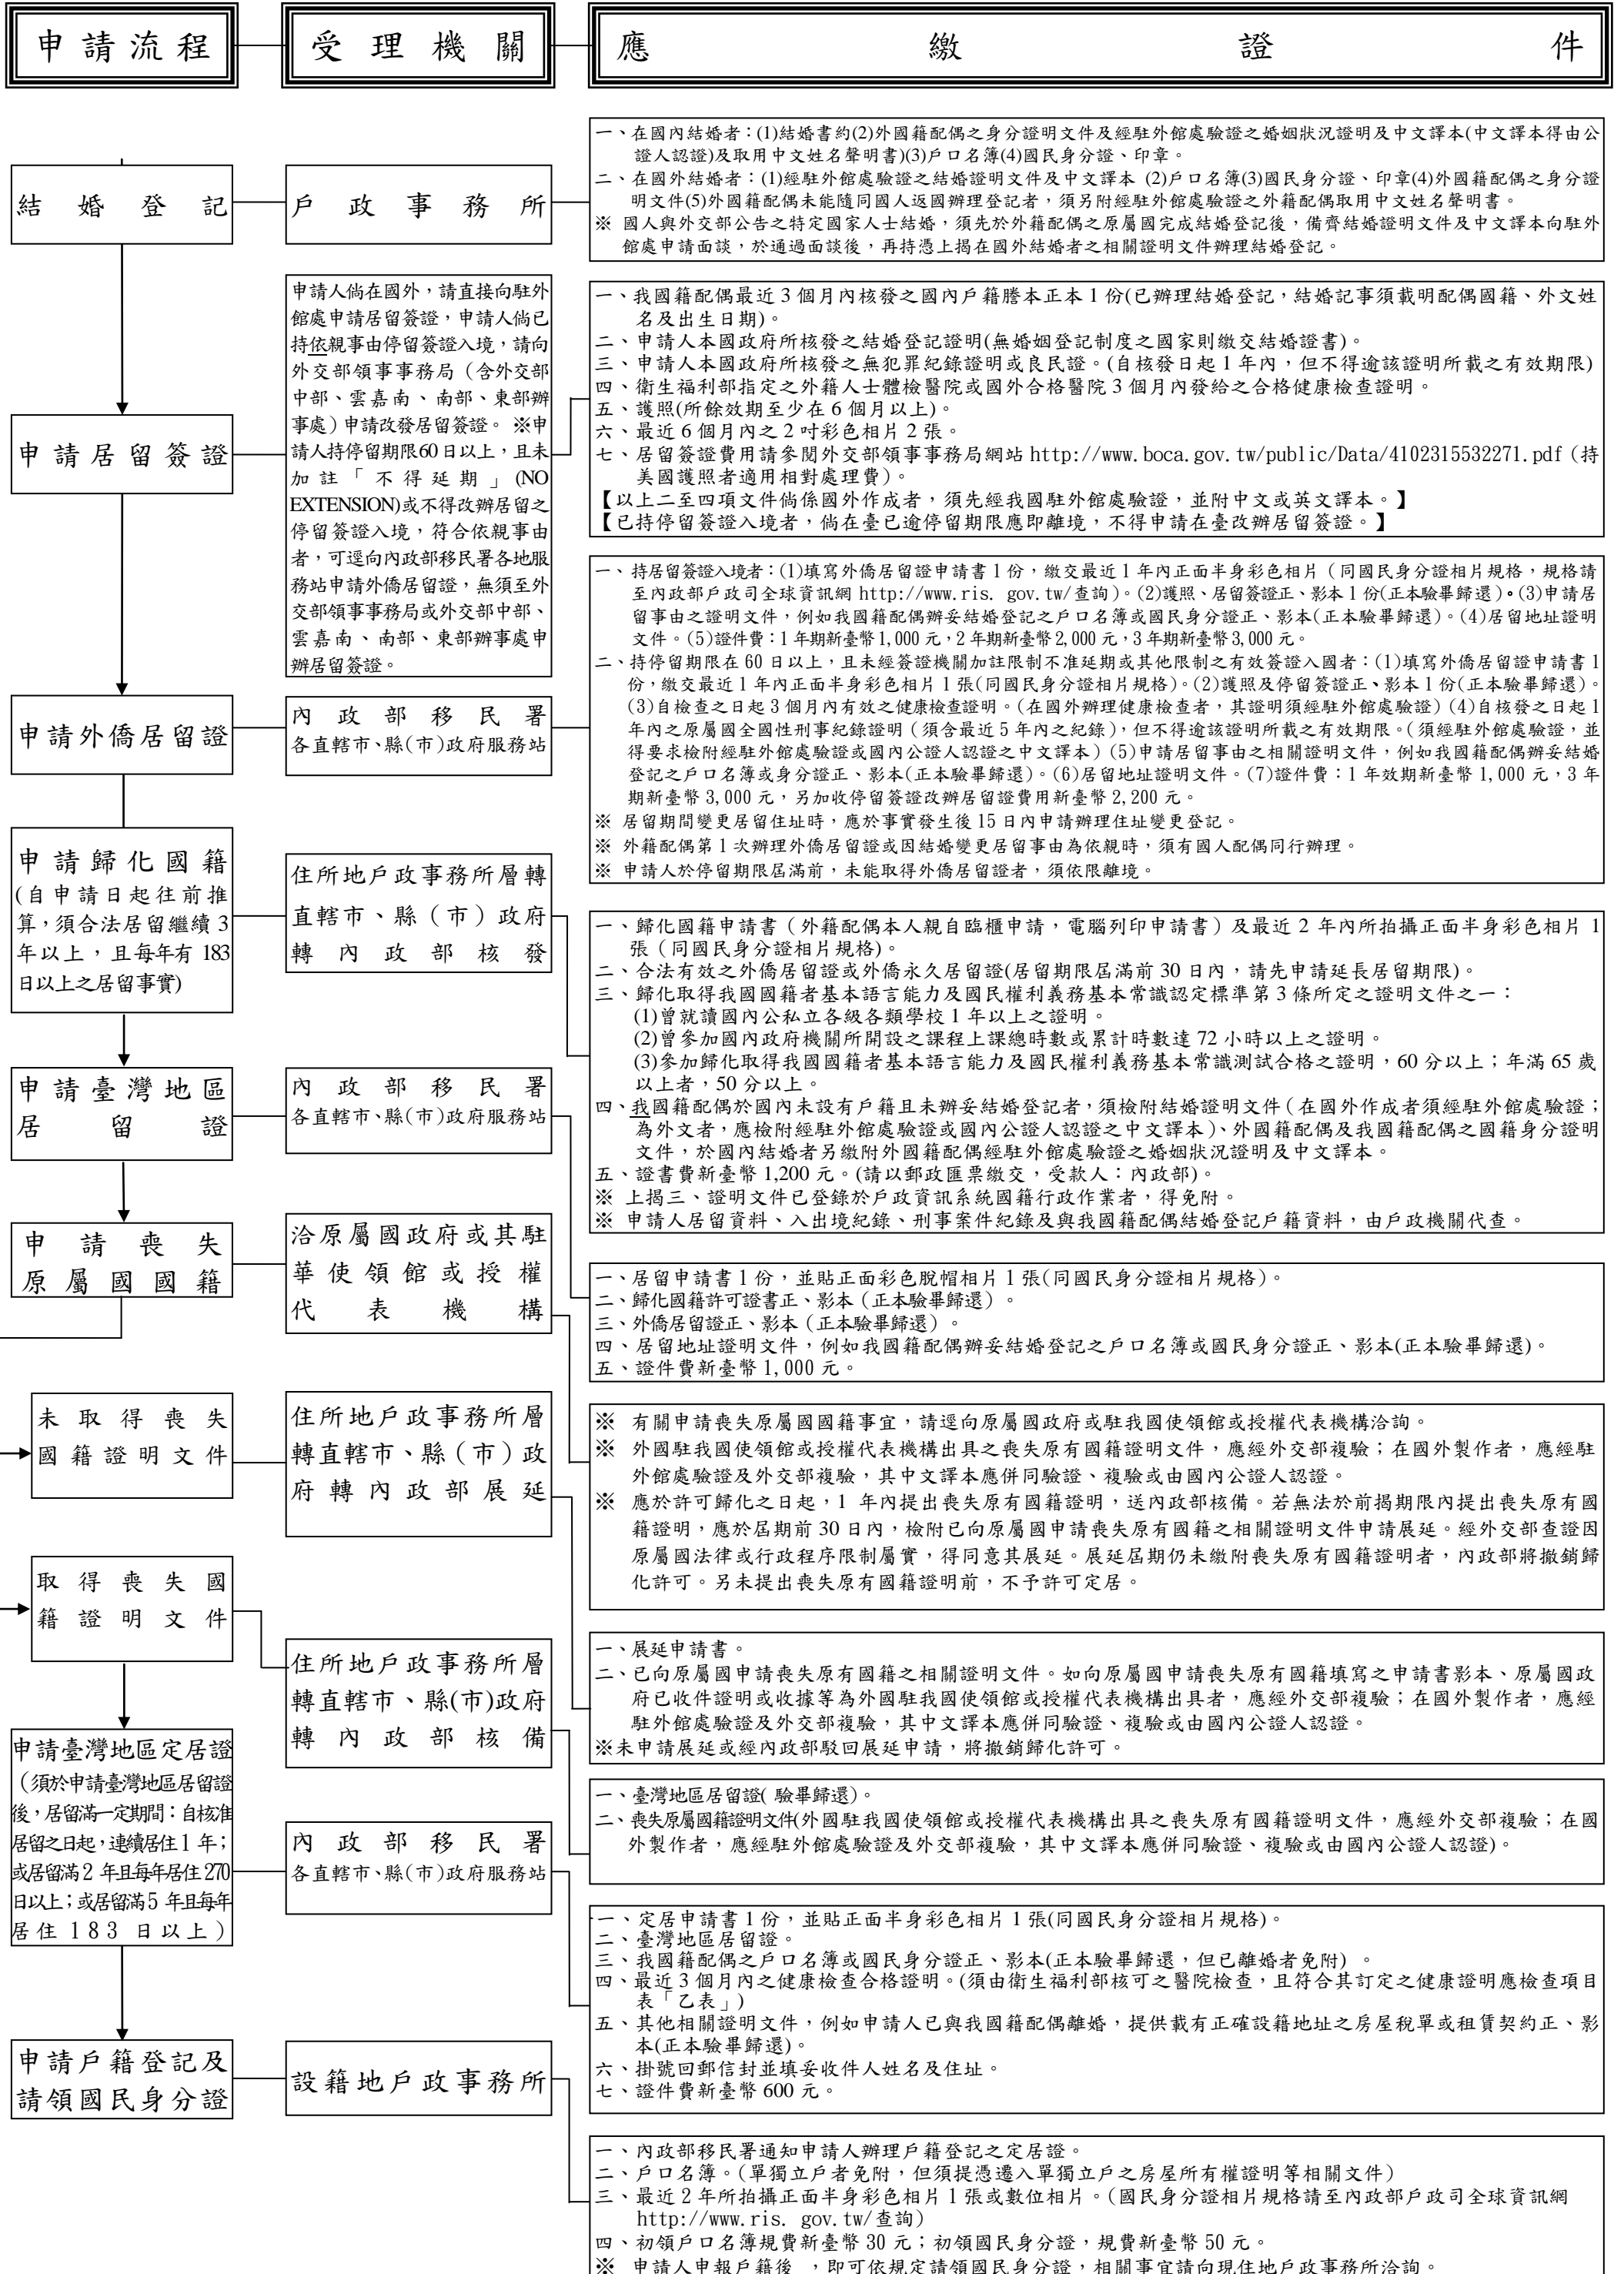 申請流程
受理機關
應繳證件
結婚登記
戶政事務所
一、在國內結婚者：(1)結婚書約(2)外國籍配偶之身分證明文件及經駐外館處驗證之婚姻狀況證明及中文譯本(中文譯本得由公
證人認證)及取用中文姓名聲明書)(3)戶口名簿(4)國民身分證、印章。
二、在國外結婚者：(1)經駐外館處驗證之結婚證明文件及中文譯本 (2)戶口名簿(3)國民身分證、印章(4)外國籍配偶之身分證
明文件(5)外國籍配偶未能隨同國人返國辦理登記者，須另附經駐外館處驗證之外籍配偶取用中文姓名聲明書。
※ 國人與外交部公告之特定國家人士結婚，須先於外籍配偶之原屬國完成結婚登記後，備齊結婚證明文件及中文譯本向駐外
館處申請面談，於通過面談後，再持憑上揭在國外結婚者之相關證明文件辦理結婚登記。
申請居留簽證
申請人倘在國外，請直接向駐外
館處申請居留簽證，申請人倘已
持依親事由停留簽證入境，請向
外交部領事事務局（含外交部
中部、雲嘉南、南部、東部辦
事處）申請改發居留簽證。 ※申
請人持停留期限60日以上，且未
加註「不得延期」(NO
EXTENSION)或不得改辦居留之
停留簽證入境，符合依親事由
者，可逕向內政部移民署各地服
務站申請外僑居留證，無須至外
交部領事事務局或外交部中部、
雲嘉南、南部、東部辦事處申
辦居留簽證。
一、我國籍配偶最近 3 個月內核發之國內戶籍謄本正本 1 份(已辦理結婚登記，結婚記事須載明配偶國籍、外文姓
名及出生日期)。
二、申請人本國政府所核發之結婚登記證明(無婚姻登記制度之國家則繳交結婚證書)。
三、申請人本國政府所核發之無犯罪紀錄證明或良民證。(自核發日起 1 年內，但不得逾該證明所載之有效期限)
四、衛生福利部指定之外籍人士體檢醫院或國外合格醫院 3 個月內發給之合格健康檢查證明。
五、護照(所餘效期至少在 6 個月以上)。
六、最近 6 個月內之 2 吋彩色相片 2 張。
七、居留簽證費用請參閱外交部領事事務局網站 http://www.boca.gov.tw/public/Data/4102315532271.pdf（持
美國護照者適用相對處理費）。
【以上二至四項文件倘係國外作成者，須先經我國駐外館處驗證，並附中文或英文譯本。】
【已持停留簽證入境者，倘在臺已逾停留期限應即離境，不得申請在臺改辦居留簽證。】
申請外僑居留證
內政部移民署
各直轄市、縣(市)政府服務站
一、持居留簽證入境者：(1)填寫外僑居留證申請書 1 份，繳交最近 1 年內正面半身彩色相片（同國民身分證相片規格，規格請
至內政部戶政司全球資訊網 http://www.ris. gov.tw/查詢）。(2)護照、居留簽證正、影本 1 份(正本驗畢歸還)。(3)申請居
留事由之證明文件，例如我國籍配偶辦妥結婚登記之戶口名簿或國民身分證正、影本(正本驗畢歸還)。(4)居留地址證明
文件。(5)證件費：1 年期新臺幣 1,000 元，2 年期新臺幣 2,000 元，3 年期新臺幣 3,000 元。
二、持停留期限在 60 日以上，且未經簽證機關加註限制不准延期或其他限制之有效簽證入國者：(1)填寫外僑居留證申請書 1
份，繳交最近 1 年內正面半身彩色相片 1 張(同國民身分證相片規格)。(2)護照及停留簽證正、影本 1 份(正本驗畢歸還)。
(3)自檢查之日起 3 個月內有效之健康檢查證明。(在國外辦理健康檢查者，其證明須經駐外館處驗證) (4)自核發之日起 1
年內之原屬國全國性刑事紀錄證明（須含最近 5 年內之紀錄），但不得逾該證明所載之有效期限。(須經駐外館處驗證，並
得要求檢附經駐外館處驗證或國內公證人認證之中文譯本) (5)申請居留事由之相關證明文件，例如我國籍配偶辦妥結婚
登記之戶口名簿或身分證正、影本(正本驗畢歸還)。(6)居留地址證明文件。(7)證件費：1 年效期新臺幣 1,000 元，3 年
期新臺幣 3,000 元，另加收停留簽證改辦居留證費用新臺幣 2,200 元。
※ 居留期間變更居留住址時，應於事實發生後 15 日內申請辦理住址變更登記。
※ 外籍配偶第 1 次辦理外僑居留證或因結婚變更居留事由為依親時，須有國人配偶同行辦理。
※ 申請人於停留期限屆滿前，未能取得外僑居留證者，須依限離境。
申請歸化國籍
(自申請日起往前推
算，須合法居留繼續 3
年以上，且每年有 183
日以上之居留事實)
住所地戶政事務所層轉
直轄市、縣（市）政府
轉內政部核發
一、歸化國籍申請書（外籍配偶本人親自臨櫃申請，電腦列印申請書）及最近 2 年內所拍攝正面半身彩色相片 1
張（同國民身分證相片規格)。
二、合法有效之外僑居留證或外僑永久居留證(居留期限屆滿前 30 日內，請先申請延長居留期限)。
三、歸化取得我國國籍者基本語言能力及國民權利義務基本常識認定標準第 3 條所定之證明文件之一：
(1)曾就讀國內公私立各級各類學校 1 年以上之證明。
(2)曾參加國內政府機關所開設之課程上課總時數或累計時數達 72 小時以上之證明。
(3)參加歸化取得我國國籍者基本語言能力及國民權利義務基本常識測試合格之證明，60 分以上；年滿 65 歲
以上者，50 分以上。
四、我國籍配偶於國內未設有戶籍且未辦妥結婚登記者，須檢附結婚證明文件（在國外作成者須經駐外館處驗證；
為外文者，應檢附經駐外館處驗證或國內公證人認證之中文譯本）、外國籍配偶及我國籍配偶之國籍身分證明
文件，於國內結婚者另繳附外國籍配偶經駐外館處驗證之婚姻狀況證明及中文譯本。
五、證書費新臺幣 1,200 元。(請以郵政匯票繳交，受款人：內政部)。
※ 上揭三、證明文件已登錄於戶政資訊系統國籍行政作業者，得免附。
※ 申請人居留資料、入出境紀錄、刑事案件紀錄及與我國籍配偶結婚登記戶籍資料，由戶政機關代查。
申請臺灣地區
居留證
內政部移民署
各直轄市、縣(市)政府服務站
一、居留申請書 1 份，並貼正面彩色脫帽相片 1 張(同國民身分證相片規格)。
二、歸化國籍許可證書正、影本（正本驗畢歸還）。
三、外僑居留證正、影本（正本驗畢歸還）。
四、居留地址證明文件，例如我國籍配偶辦妥結婚登記之戶口名簿或國民身分證正、影本(正本驗畢歸還)。
五、證件費新臺幣 1,000 元。
申請喪失
原屬國國籍
洽原屬國政府或其駐
華使領館或授權
代表機構
※ 有關申請喪失原屬國國籍事宜，請逕向原屬國政府或駐我國使領館或授權代表機構洽詢。
※ 外國駐我國使領館或授權代表機構出具之喪失原有國籍證明文件，應經外交部複驗；在國外製作者，應經駐
外館處驗證及外交部複驗，其中文譯本應併同驗證、複驗或由國內公證人認證。
※ 應於許可歸化之日起，1 年內提出喪失原有國籍證明，送內政部核備。若無法於前揭期限內提出喪失原有國
籍證明，應於屆期前 30 日內，檢附已向原屬國申請喪失原有國籍之相關證明文件申請展延。經外交部查證因
原屬國法律或行政程序限制屬實，得同意其展延。展延屆期仍未繳附喪失原有國籍證明者，內政部將撤銷歸
化許可。另未提出喪失原有國籍證明前，不予許可定居。
未取得喪失
國籍證明文件
住所地戶政事務所層
轉直轄市、縣（市）政
府轉內政部展延
一、展延申請書。
二、已向原屬國申請喪失原有國籍之相關證明文件。如向原屬國申請喪失原有國籍填寫之申請書影本、原屬國政
府已收件證明或收據等為外國駐我國使領館或授權代表機構出具者，應經外交部複驗；在國外製作者，應經
駐外館處驗證及外交部複驗，其中文譯本應併同驗證、複驗或由國內公證人認證。
※未申請展延或經內政部駁回展延申請，將撤銷歸化許可。
取得喪失國
籍證明文件
住所地戶政事務所層
轉直轄市、縣(市)政府
轉內政部核備
一、臺灣地區居留證( 驗畢歸還)。
二、喪失原屬國籍證明文件(外國駐我國使領館或授權代表機構出具之喪失原有國籍證明文件，應經外交部複驗；在國
外製作者，應經駐外館處驗證及外交部複驗，其中文譯本應併同驗證、複驗或由國內公證人認證)。
申請臺灣地區定居證
（須於申請臺灣地區居留證
後，居留滿一定期間：自核准
居留之日起，連續居住 1 年；
或居留滿 2 年且每年居住 270
日以上；或居留滿 5 年且每年
居住 183 日以上）
內政部移民署
各直轄市、縣(市)政府服務站
一、定居申請書 1 份，並貼正面半身彩色相片 1 張(同國民身分證相片規格)。
二、臺灣地區居留證。
三、我國籍配偶之戶口名簿或國民身分證正、影本(正本驗畢歸還，但已離婚者免附) 。
四、最近 3 個月內之健康檢查合格證明。(須由衛生福利部核可之醫院檢查，且符合其訂定之健康證明應檢查項目
表「乙表」)
五、其他相關證明文件，例如申請人已與我國籍配偶離婚，提供載有正確設籍地址之房屋稅單或租賃契約正、影
本(正本驗畢歸還)。
六、掛號回郵信封並填妥收件人姓名及住址。
七、證件費新臺幣 600 元。
申請戶籍登記及
請領國民身分證
設籍地戶政事務所
一、內政部移民署通知申請人辦理戶籍登記之定居證。
二、戶口名簿。(單獨立戶者免附，但須提憑遷入單獨立戶之房屋所有權證明等相關文件）
三、最近 2 年所拍攝正面半身彩色相片 1 張或數位相片。(國民身分證相片規格請至內政部戶政司全球資訊網
http://www.ris. gov.tw/查詢）
四、初領戶口名簿規費新臺幣 30 元；初領國民身分證，規費新臺幣 50 元。
※ 申請人申報戶籍後 ，即可依規定請領國民身分證，相關事宜請向現住地戶政事務所洽詢。